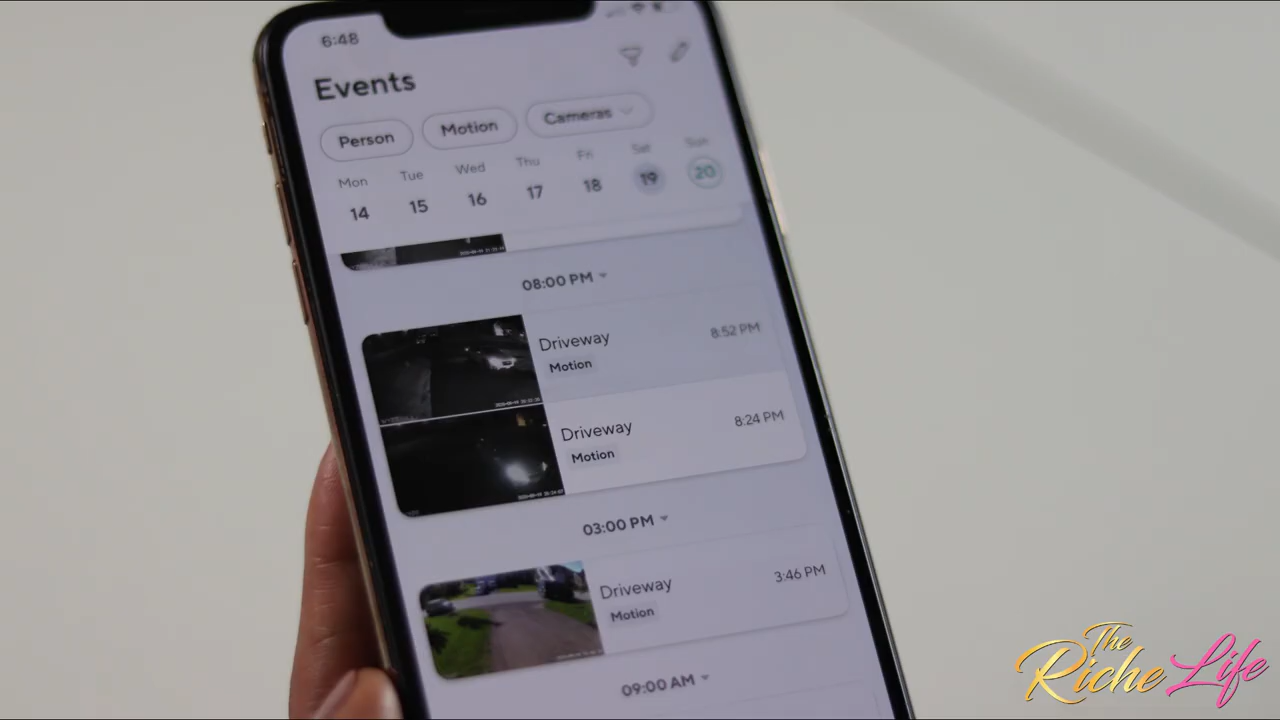 6:48
Events
Person Motion Cameras
Mon Tue Wed Thu Fri Sat Sun
14 15 16 17 18 19 20
08:00 PM
Driveway 8:52 PM
Motion
Driveway 8:24 PM
Motion
03:00 PM
Driveway 3:46 PM
Motion
09:00 AM
The
Riche Life